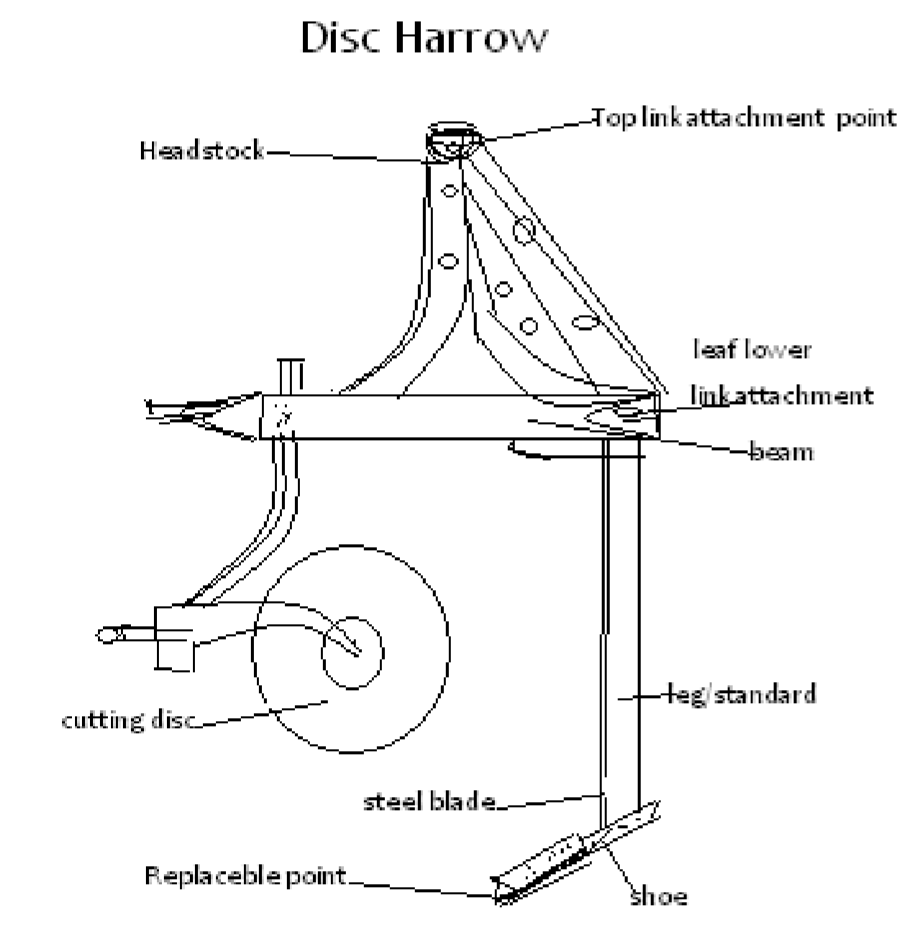 Disc Harrow
Top link attachment point
Headstock
leaf lower
link attachment
beam
leg/standard
cutting disc
steel blade
Replaceble point
shoe